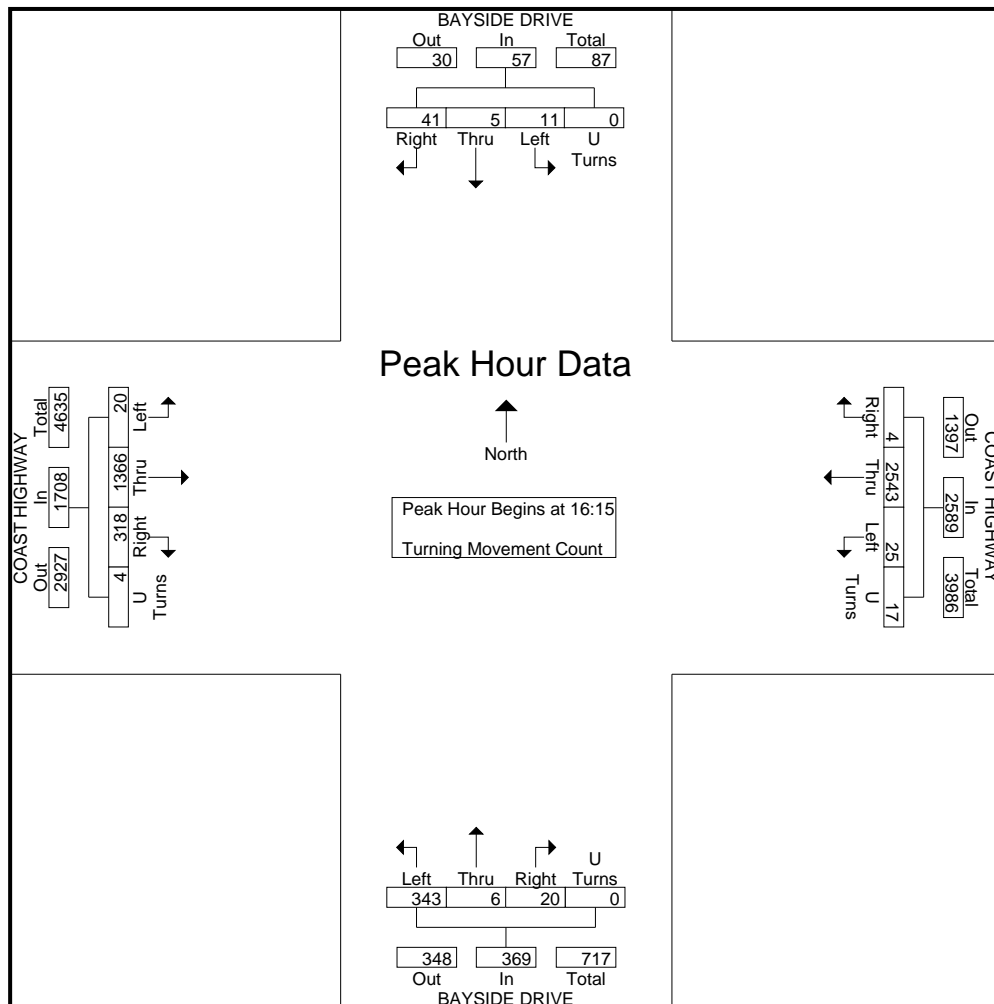 BAYSIDE DRIVE
Out In Total
30 57 87
41 5 11 0
Right Thru Left U Turns
Peak Hour Data
North
Peak Hour Begins at 16:15
Turning Movement Count
COAST HIGHWAY
Total In Out
4635 1708 2927
20 1366 318 4
Left Thru Right U Turns
COAST HIGHWAY
Out In Total
1397 2589 3986
4 2543 25 17
Right Thru Left U Turns
Left Thru Right U Turns
343 6 20 0
348 369 717
Out In Total
BAYSIDE DRIVE